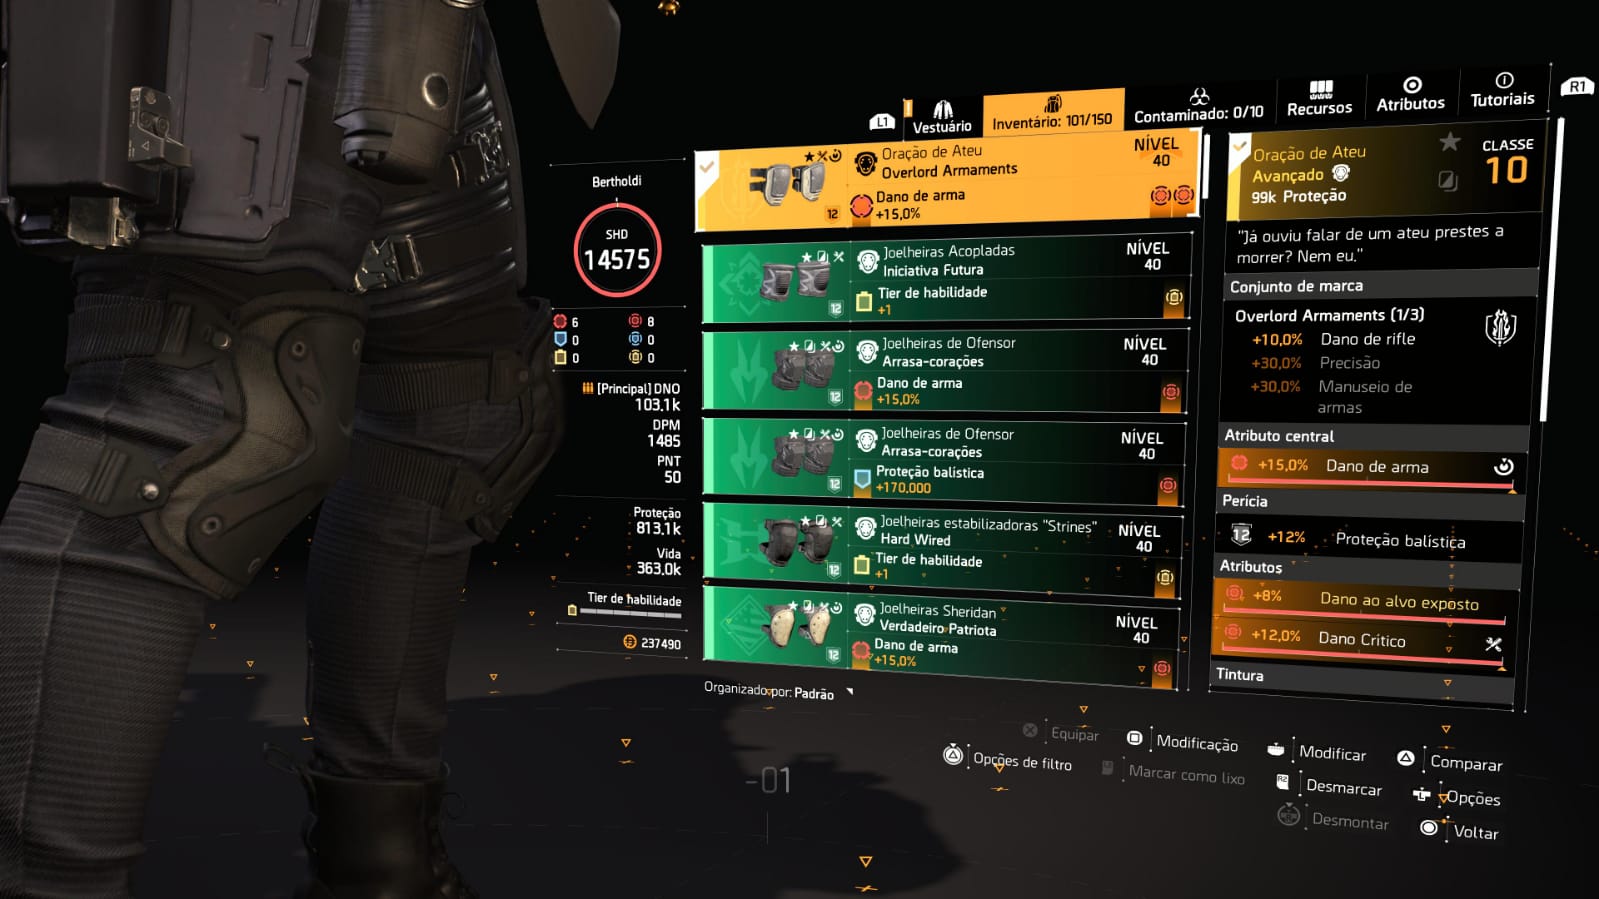 L1
Vestuário
Inventário: 101/150
Contaminado: 0/10
Recursos
Atributos
Tutoriais
R1
Bertholdi
SHD
14575
6 8
0 0
0 0
[Principal] DNO
103,1k
DPM
1485
PNT
50
Proteção
813,1k
Vida
363,0k
Tier de habilidade
237490
Oração de Ateu
Overlord Armaments
NÍVEL
40
Dano de arma
+15,0%
12
Joelheiras Acopladas
Iniciativa Futura
NÍVEL
40
Tier de habilidade
+1
12
Joelheiras de Ofensor
Arrasa-corações
NÍVEL
40
Dano de arma
+15,0%
12
Joelheiras de Ofensor
Arrasa-corações
NÍVEL
40
Proteção balística
+170,000
12
Joelheiras estabilizadoras "Strines"
Hard Wired
NÍVEL
40
Tier de habilidade
+1
12
Joelheiras Sheridan
Verdadeiro Patriota
NÍVEL
40
Dano de arma
+15,0%
12
Organizado por: Padrão
Oração de Ateu
Avançado
99k Proteção
CLASSE
10
"Já ouviu falar de um ateu prestes a
morrer? Nem eu."
Conjunto de marca
Overlord Armaments (1/3)
+10,0% Dano de rifle
+30,0% Precisão
+30,0% Manuseio de
armas
Atributo central
+15,0% Dano de arma
Perícia
12 +12% Proteção balística
Atributos
+8% Dano ao alvo exposto
+12,0% Dano Crítico
Tintura
Equipar
Modificação
Modificar
Comparar
Opções de filtro
Marcar como lixo
R2
Desmarcar
Opções
Desmontar
Voltar
-01